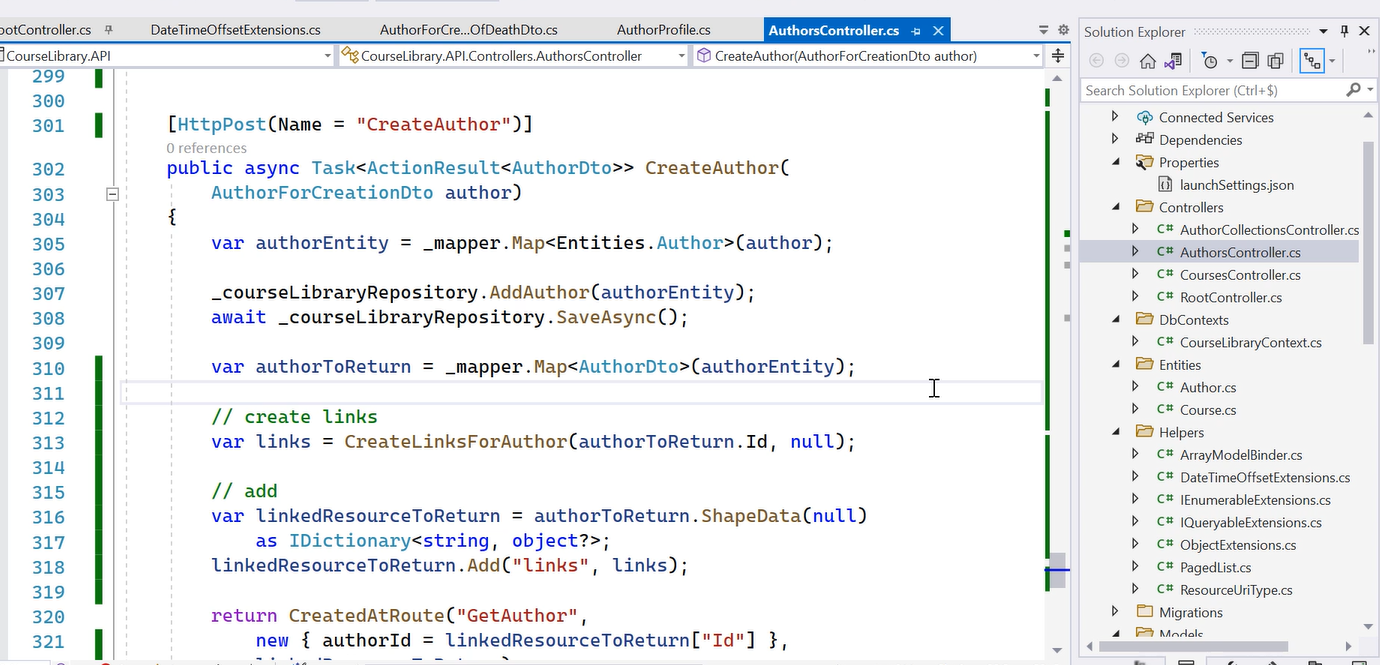 ootController.cs
DateTimeOffsetExtensions.cs
AuthorForCre...OfDeathDto.cs
AuthorProfile.cs
AuthorsController.cs
CourseLibrary.API
CourseLibrary.API.Controllers.AuthorsController
CreateAuthor(AuthorForCreationDto author)
299
300
301 [HttpPost(Name = "CreateAuthor")]
0 references
302 public async Task<ActionResult<AuthorDto>> CreateAuthor(
303 AuthorForCreationDto author)
304 {
305 var authorEntity = _mapper.Map<Entities.Author>(author);
306
307 _courseLibraryRepository.AddAuthor(authorEntity);
308 await _courseLibraryRepository.SaveAsync();
309
310 var authorToReturn = _mapper.Map<AuthorDto>(authorEntity);
311
312 // create links
313 var links = CreateLinksForAuthor(authorToReturn.Id, null);
314
315 // add
316 var linkedResourceToReturn = authorToReturn.ShapeData(null)
317 as IDictionary<string, object?>;
318 linkedResourceToReturn.Add("links", links);
319
320 return CreatedAtRoute("GetAuthor",
321 new { authorId = linkedResourceToReturn["Id"] },
Solution Explorer
Search Solution Explorer (Ctrl+$)
Connected Services
Dependencies
Properties
launchSettings.json
Controllers
C# AuthorCollectionsController.cs
C# AuthorsController.cs
C# CoursesController.cs
C# RootController.cs
DbContexts
C# CourseLibraryContext.cs
Entities
C# Author.cs
C# Course.cs
Helpers
C# ArrayModelBinder.cs
C# DateTimeOffsetExtensions.cs
C# IEnumerableExtensions.cs
C# IQueryableExtensions.cs
C# ObjectExtensions.cs
C# PagedList.cs
C# ResourceUriType.cs
Migrations
Models